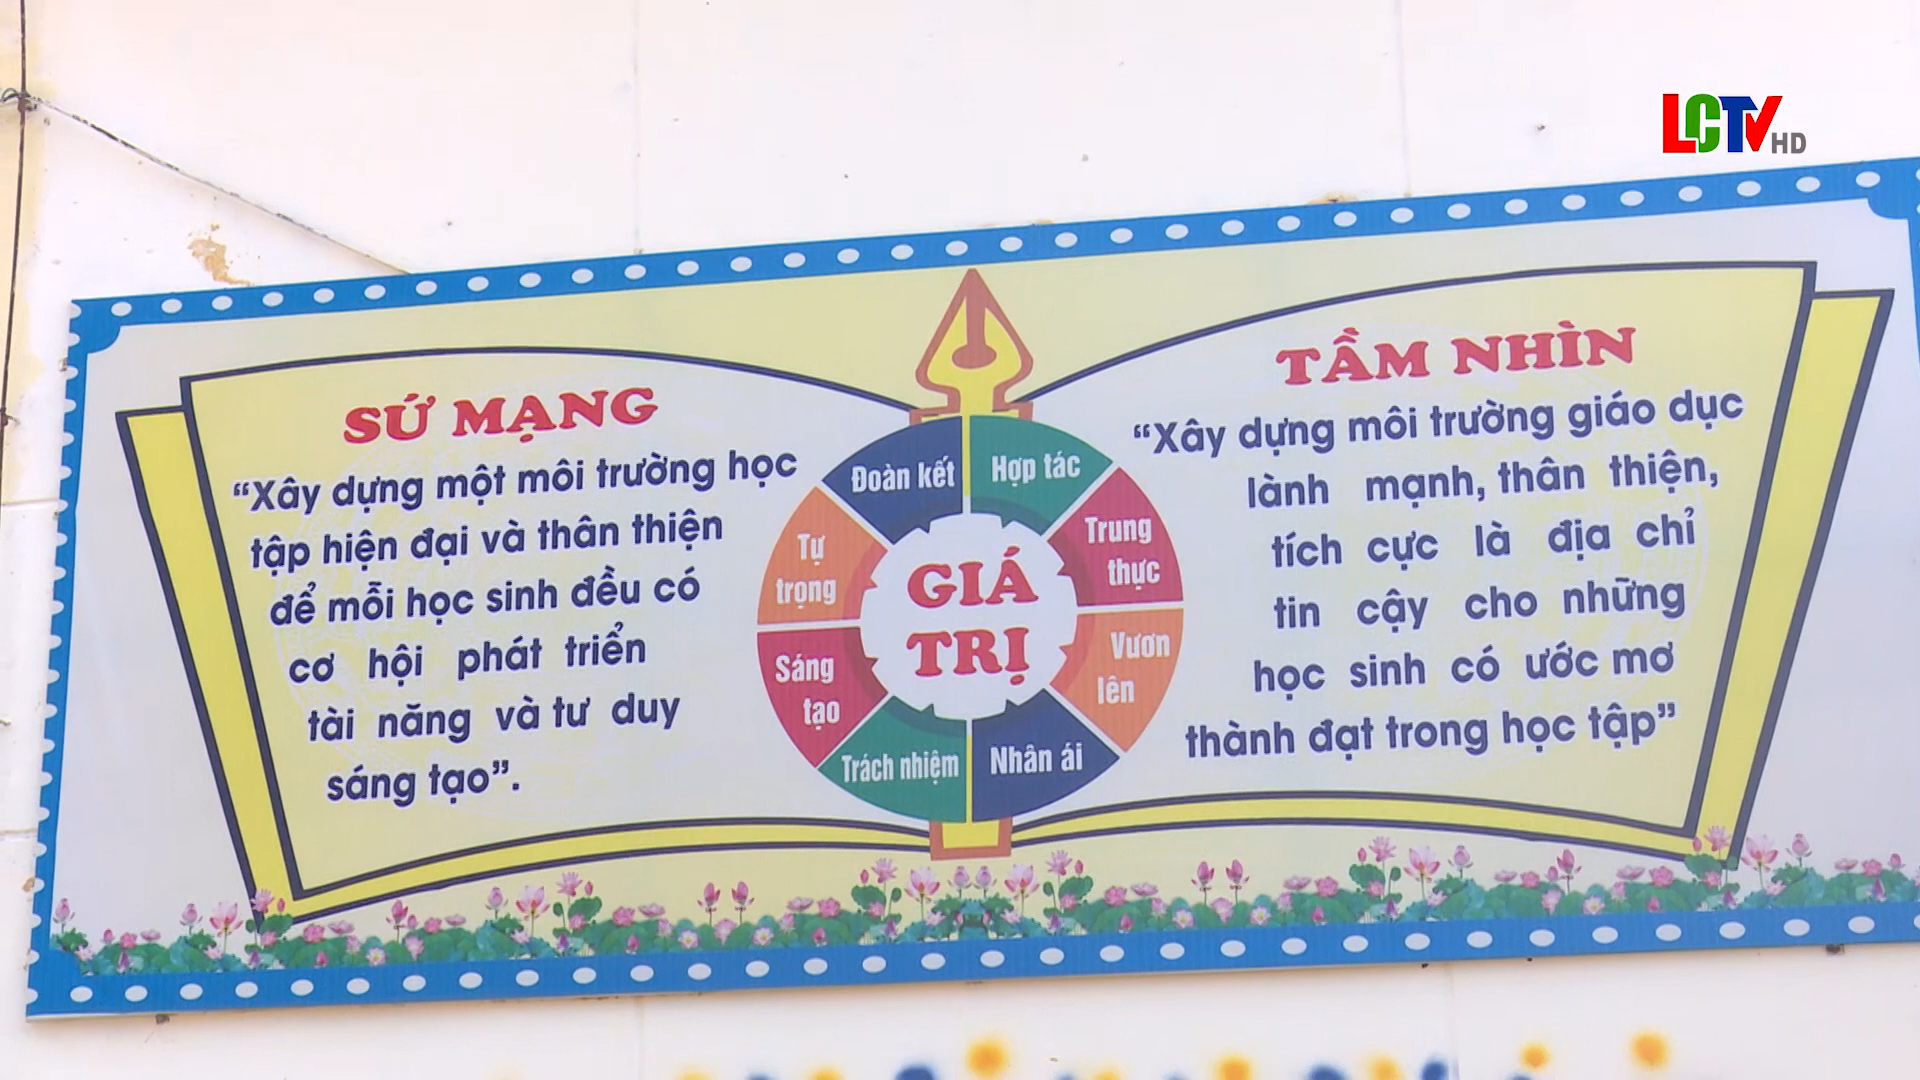 LCTV HD
SỨ MẠNG
“Xây dựng một môi trường học
tập hiện đại và thân thiện
để mỗi học sinh đều có
cơ hội phát triển
tài năng và tư duy
sáng tạo”.
GIÁ
TRỊ
Đoàn kết
Hợp tác
Trung
thực
Vươn
lên
Nhân ái
Trách nhiệm
Sáng
tạo
Tự
trọng
TẦM NHÌN
“Xây dựng môi trường giáo dục
lành mạnh, thân thiện,
tích cực là địa chỉ
tin cậy cho những
học sinh có ước mơ
thành đạt trong học tập”